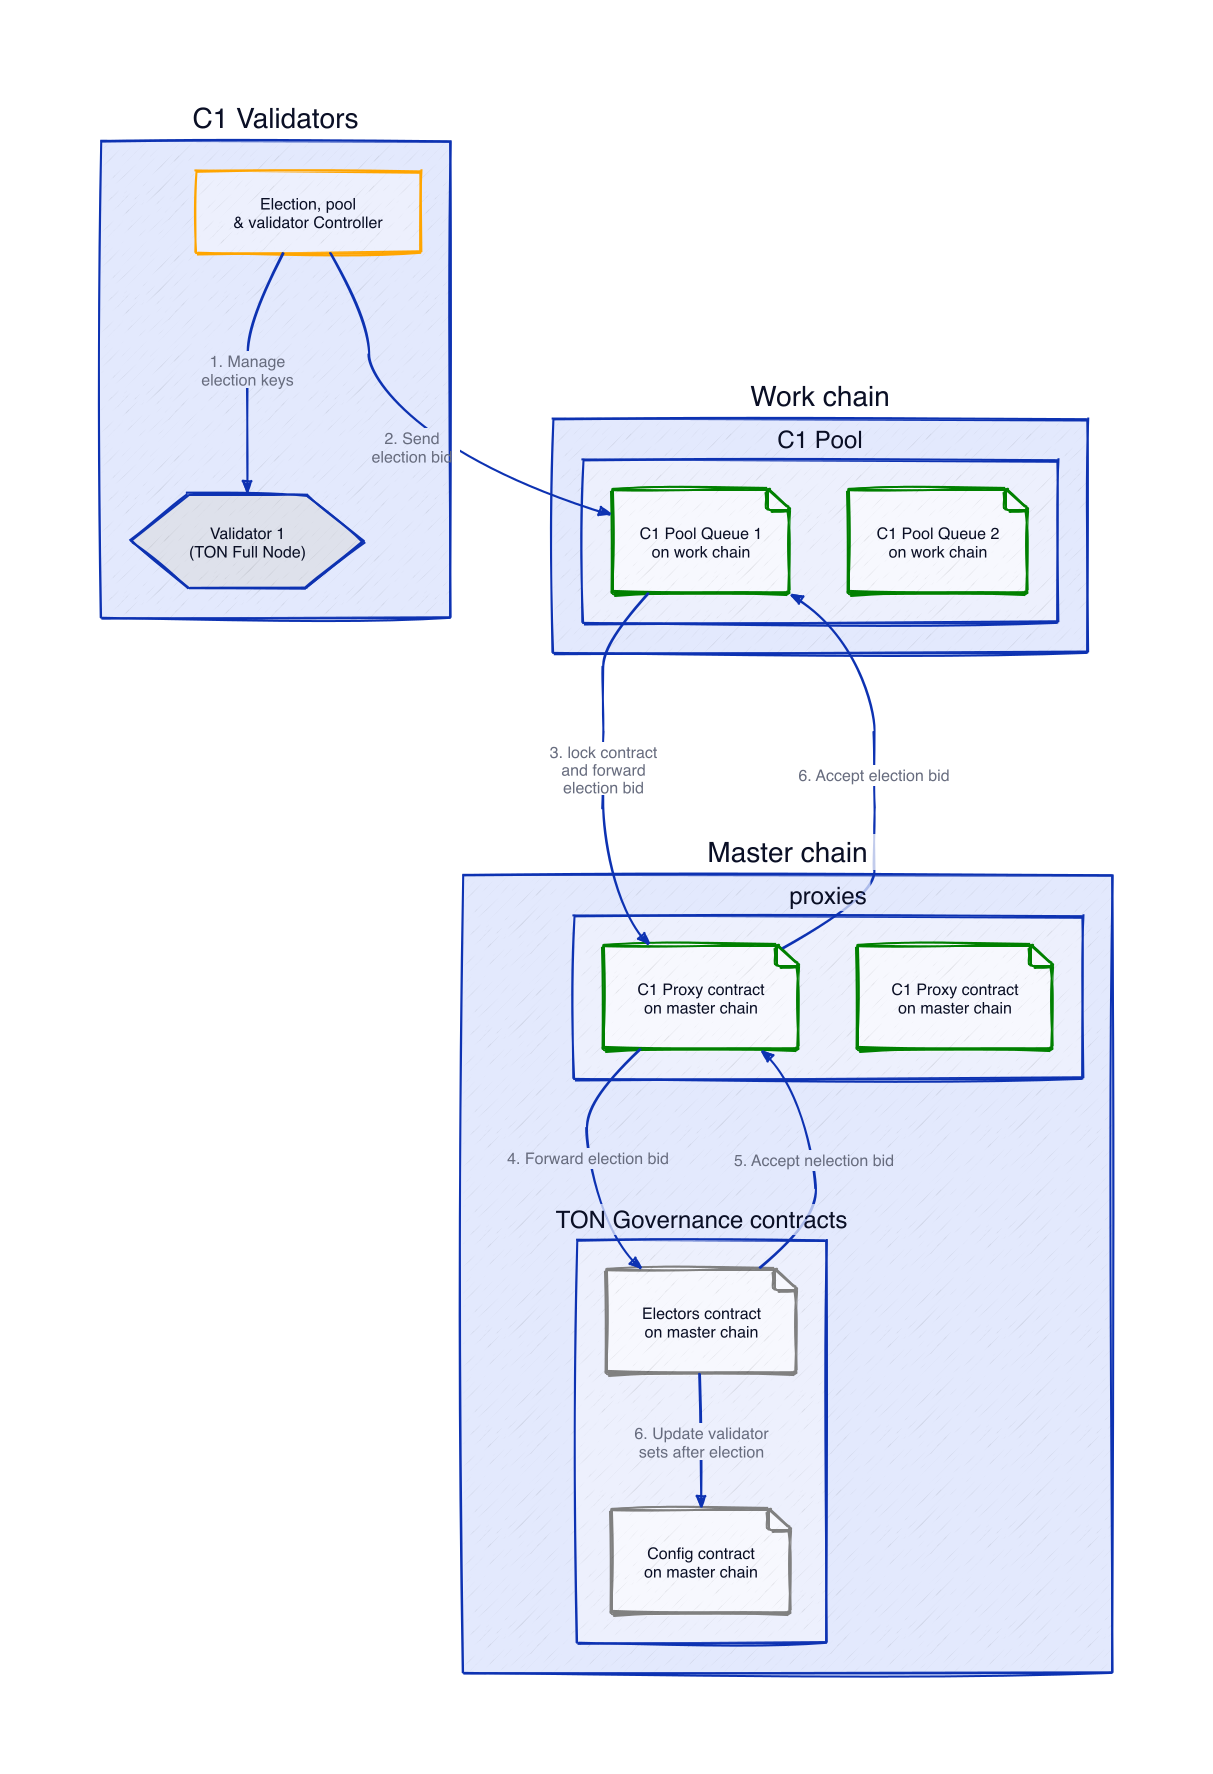 C1 Validators
Election, pool
& validator Controller
1. Manage
election keys
2. Send
election bid
Validator 1
(TON Full Node)
Work chain
C1 Pool
C1 Pool Queue 1
on work chain
C1 Pool Queue 2
on work chain
3. lock contract
and forward
election bid
6. Accept election bid
Master chain
proxies
C1 Proxy contract
on master chain
C1 Proxy contract
on master chain
4. Forward election bid
5. Accept nelection bid
TON Governance contracts
Electors contract
on master chain
6. Update validator
sets after election
Config contract
on master chain